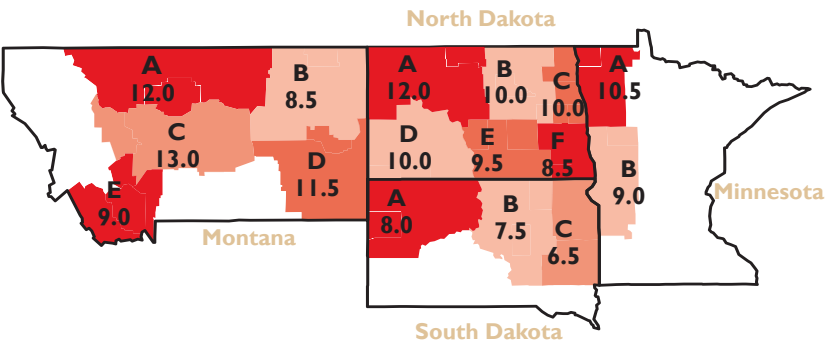 North Dakota
A
12.0
B
8.5
C
13.0
D
11.5
E
9.0
Montana
A
12.0
B
10.0
C
10.0
D
10.0
E
9.5
F
8.5
A
10.5
B
9.0
Minnesota
A
8.0
B
7.5
C
6.5
South Dakota